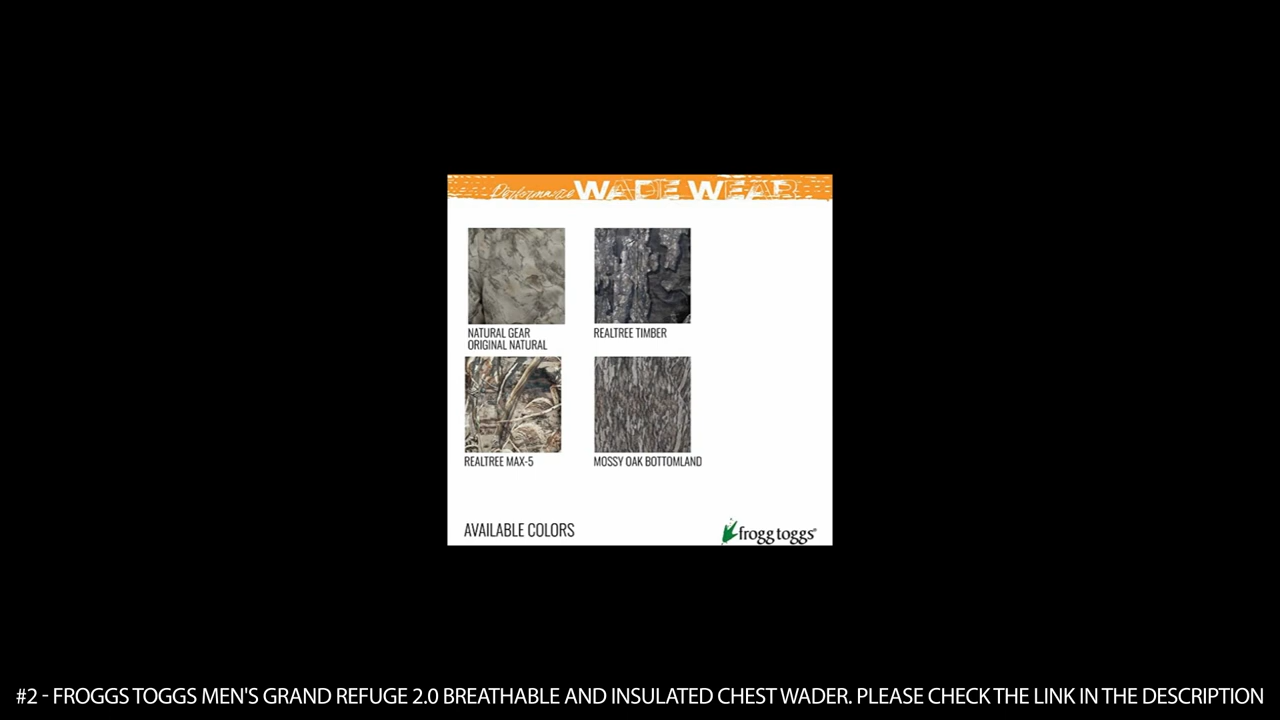 Performance WADE WEAR
NATURAL GEAR
ORIGINAL NATURAL
REALTREE TIMBER
REALTREE MAX-5
MOSSY OAK BOTTOMLAND
AVAILABLE COLORS
frogg toggs®
#2 - FROGGS TOGGS MEN'S GRAND REFUGE 2.0 BREATHABLE AND INSULATED CHEST WADER. PLEASE CHECK THE LINK IN THE DESCRIPTION